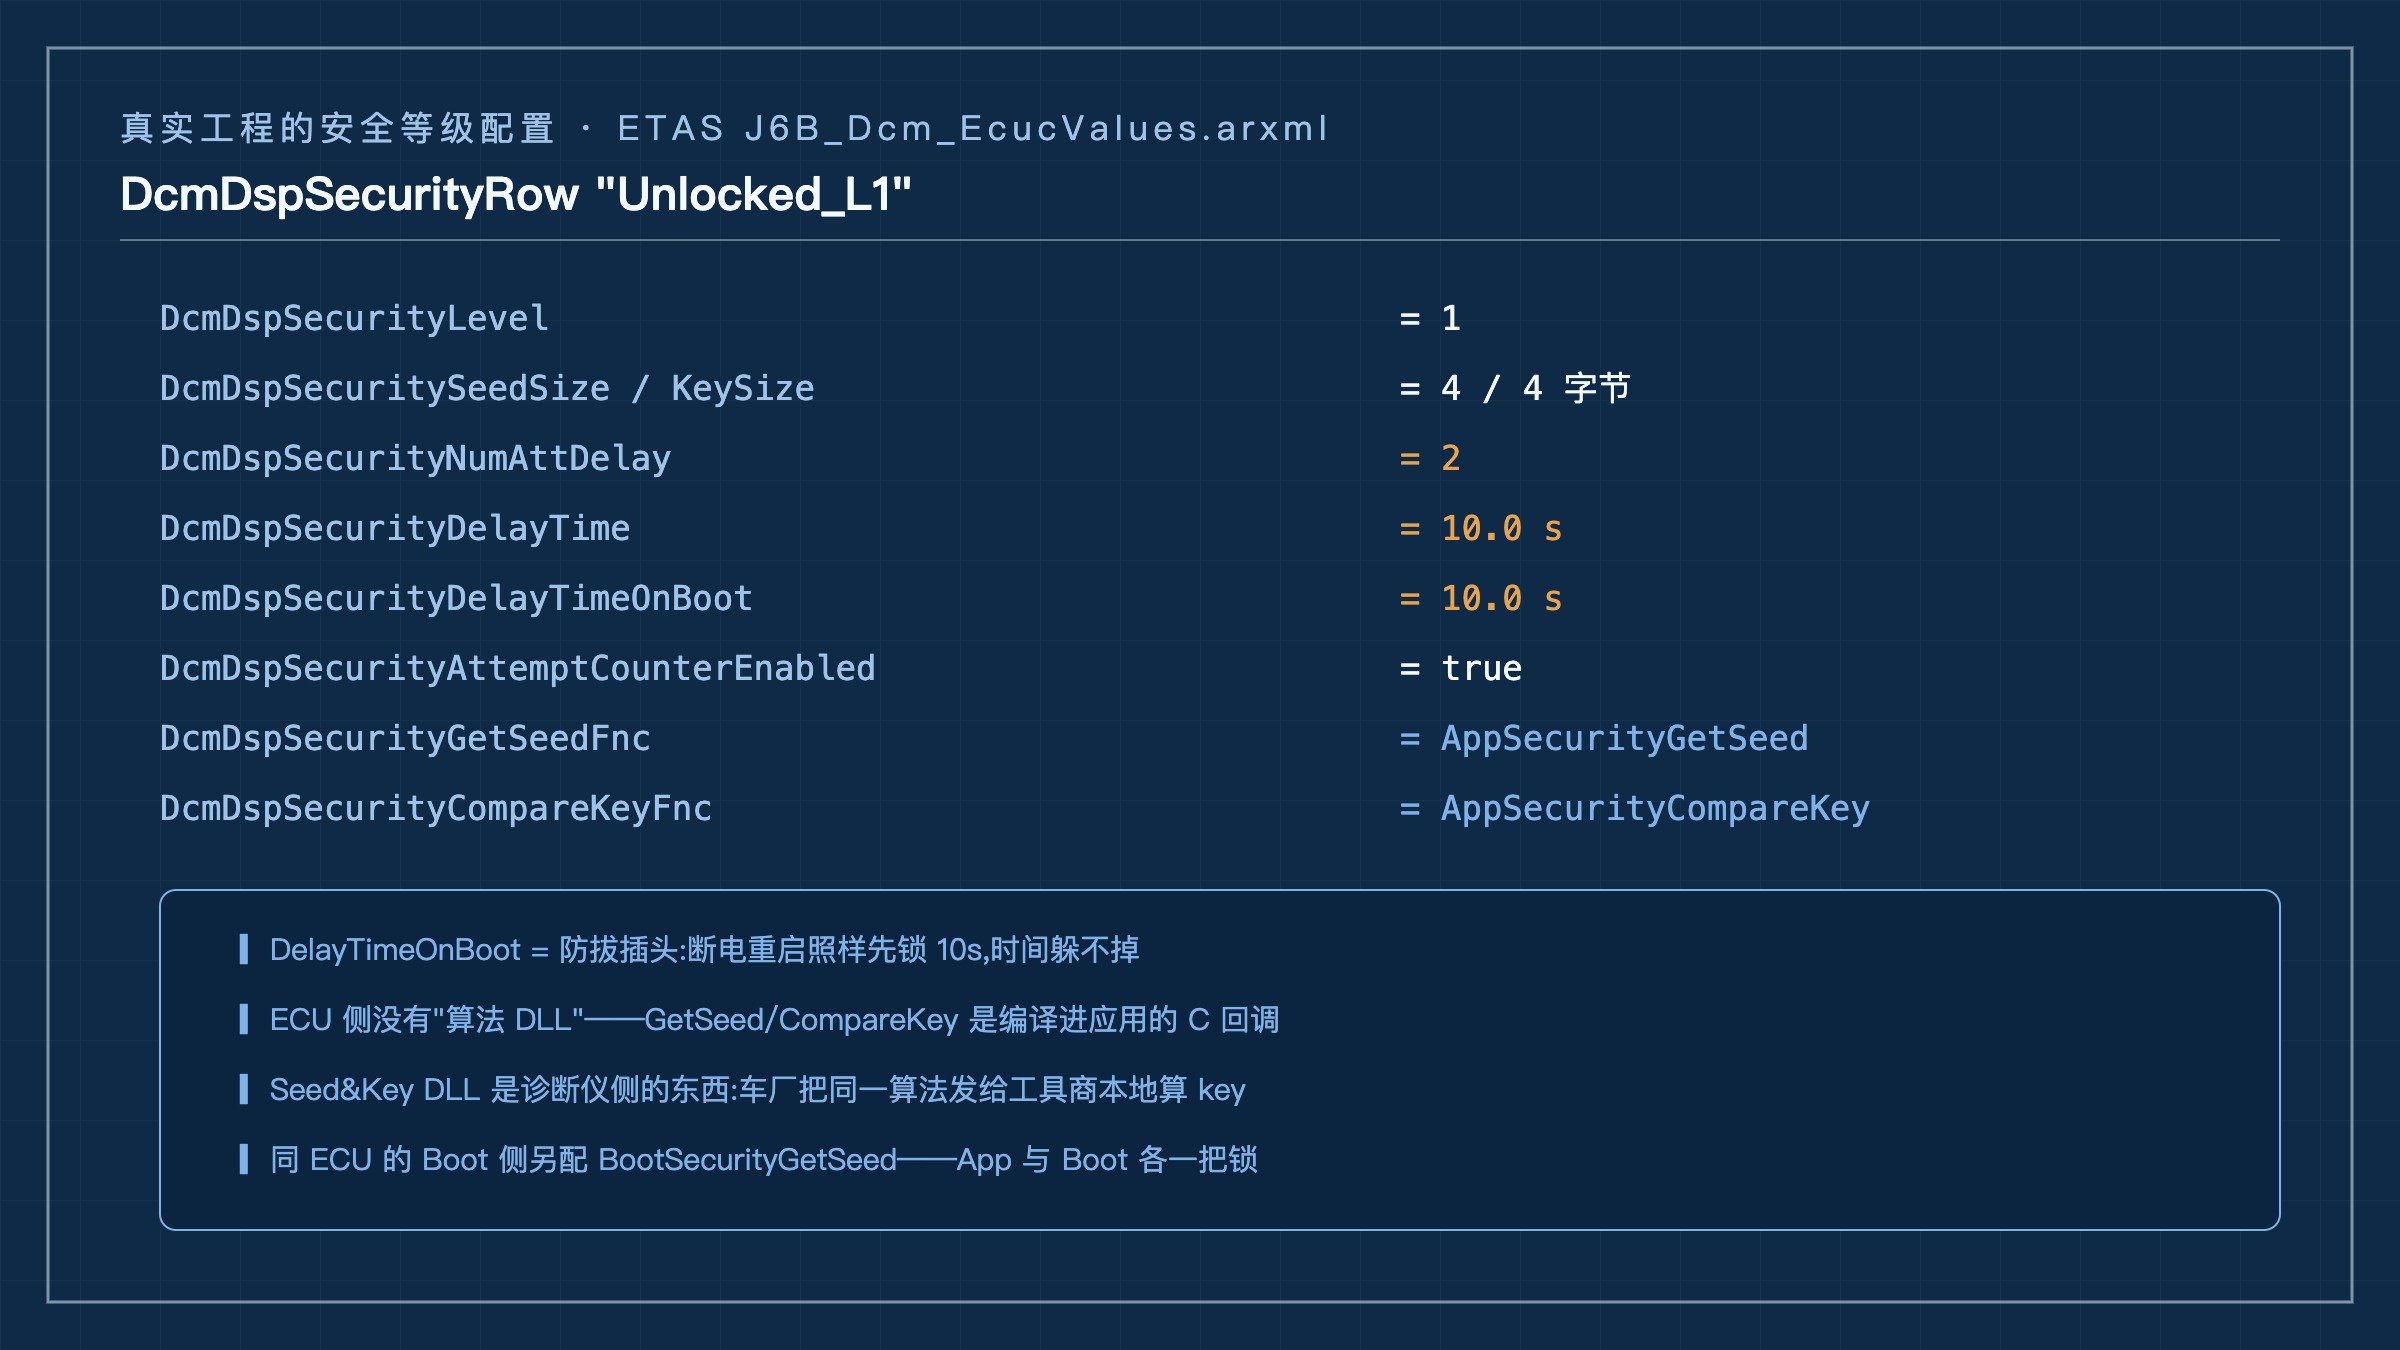 真实工程的安全等级配置 · ETAS J6B_Dcm_EcucValues.arxml
DcmDspSecurityRow "Unlocked_L1"
DcmDspSecurityLevel = 1
DcmDspSecuritySeedSize / KeySize = 4 / 4 字节
DcmDspSecurityNumAttDelay = 2
DcmDspSecurityDelayTime = 10.0 s
DcmDspSecurityDelayTimeOnBoot = 10.0 s
DcmDspSecurityAttemptCounterEnabled = true
DcmDspSecurityGetSeedFnc = AppSecurityGetSeed
DcmDspSecurityCompareKeyFnc = AppSecurityCompareKey
DelayTimeOnBoot = 防拔插头:断电重启照样先锁 10s,时间躲不掉
ECU 侧没有"算法 DLL"——GetSeed/CompareKey 是编译进应用的 C 回调
Seed&Key DLL 是诊断仪侧的东西:车厂把同一算法发给工具商本地算 key
同 ECU 的 Boot 侧另配 BootSecurityGetSeed——App 与 Boot 各一把锁